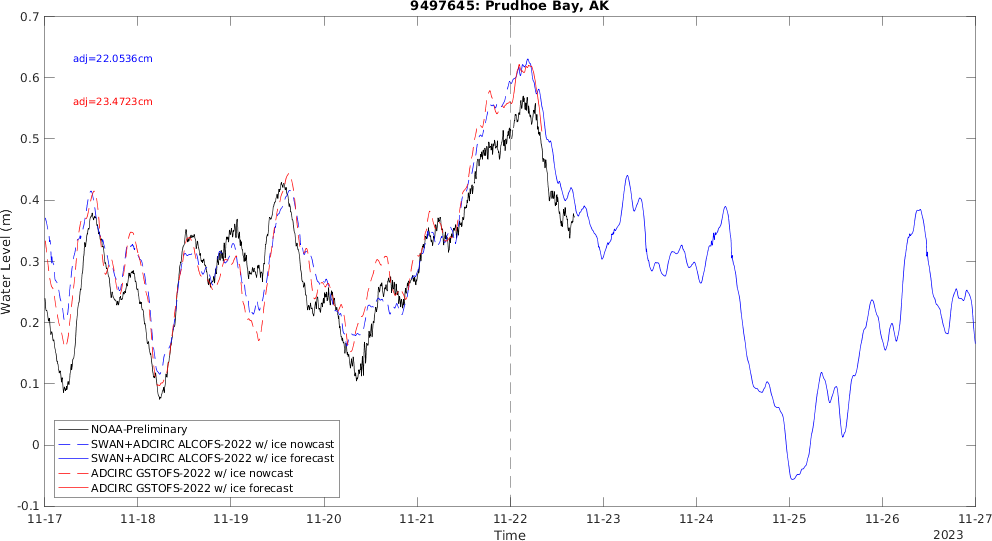 9497645: Prudhoe Bay, AK
0.7
0.6
0.5
0.4
0.3
0.2
0.1
0
-0.1
Water Level (m)
adj=22.0536cm
adj=23.4723cm
NOAA-Preliminary
SWAN+ADCIRC ALCOFS-2022 w/ ice nowcast
SWAN+ADCIRC ALCOFS-2022 w/ ice forecast
ADCIRC GSTOFS-2022 w/ ice nowcast
ADCIRC GSTOFS-2022 w/ ice forecast
11-17 11-18 11-19 11-20 11-21 11-22 11-23 11-24 11-25 11-26 11-27
Time
2023